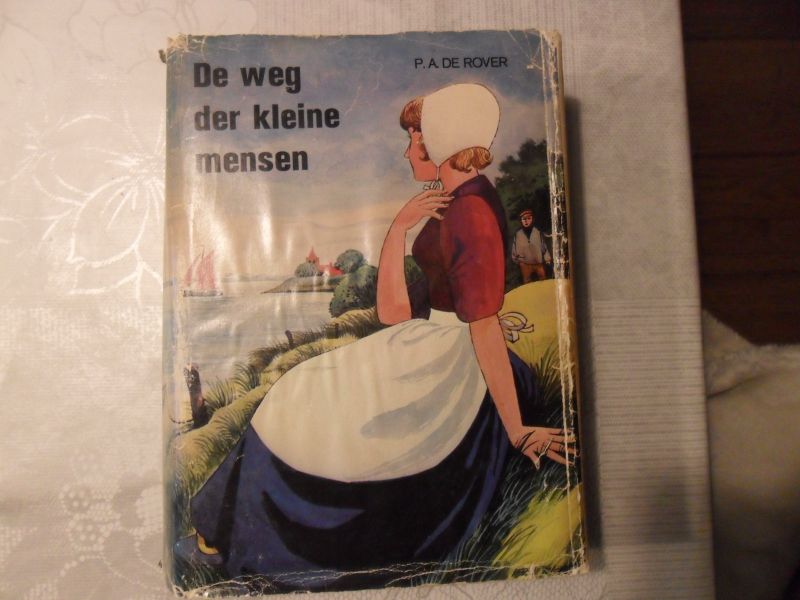 P. A. DE ROVER
De weg
der kleine
mensen